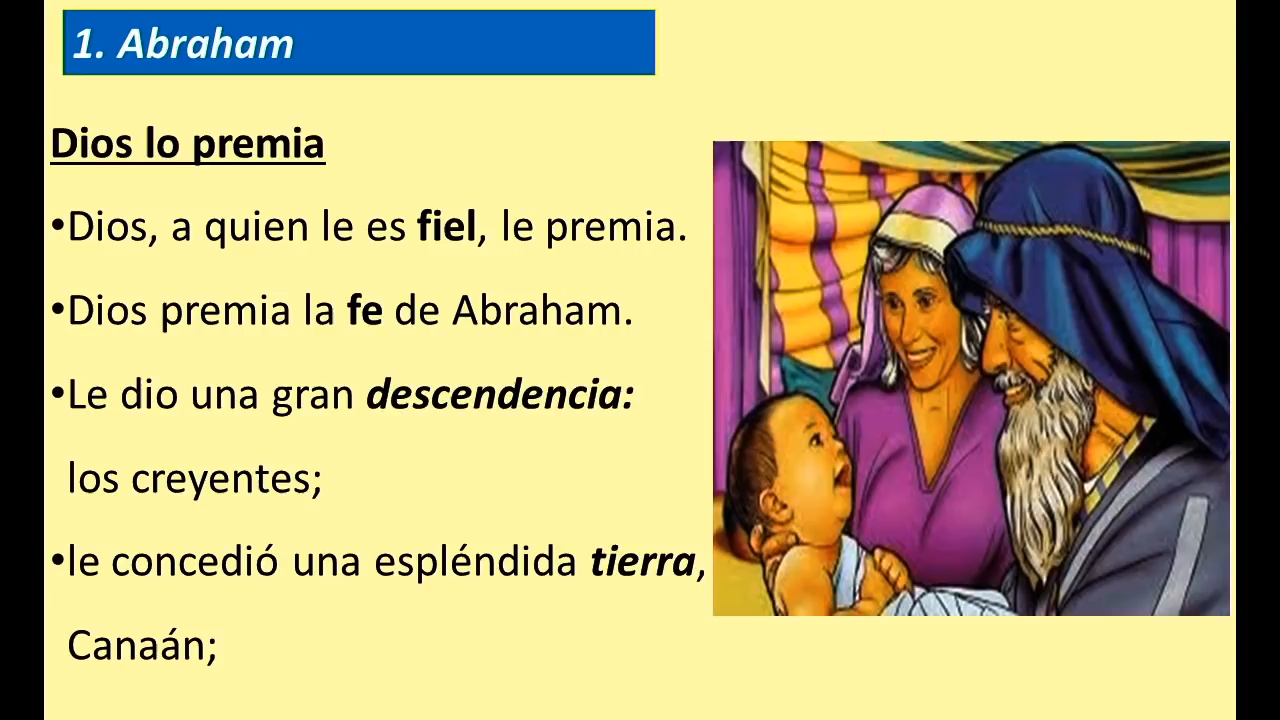 1. Abraham
Dios lo premia
•Dios, a quien le es fiel, le premia.
•Dios premia la fe de Abraham.
•Le dio una gran descendencia:
los creyentes;
•le concedió una espléndida tierra,
Canaán;